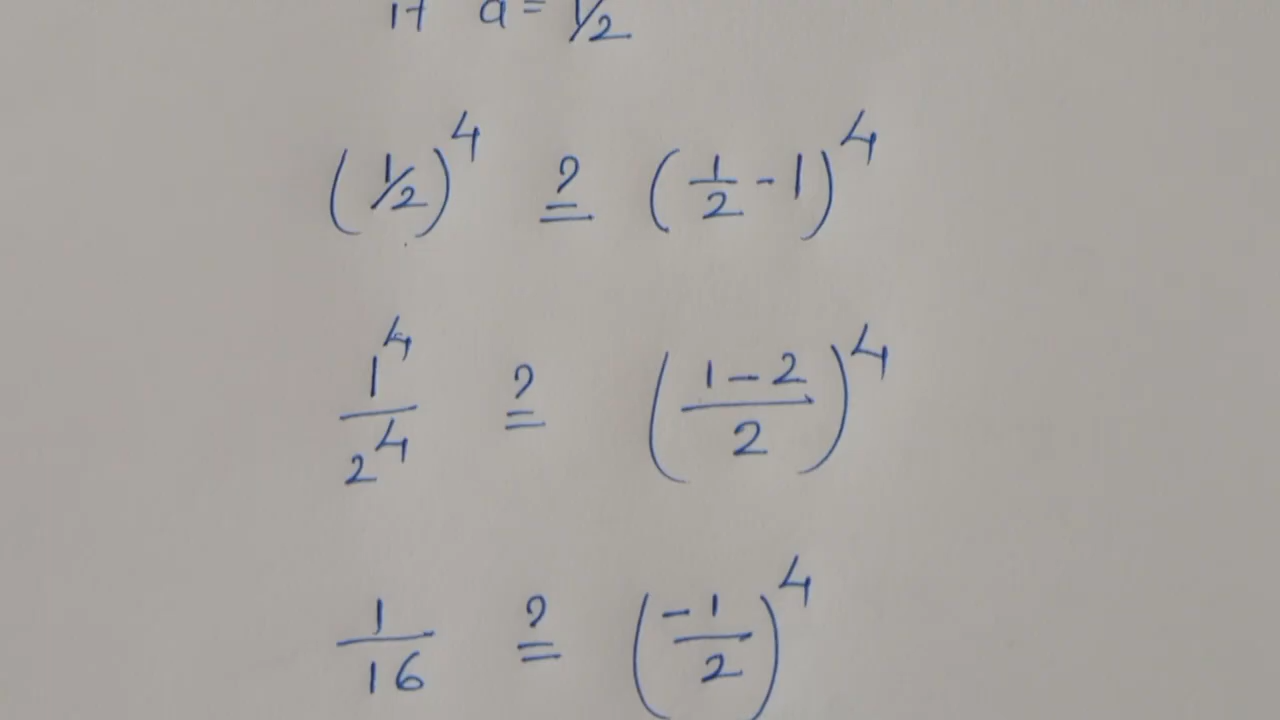 if a = 1/2
(1/2)^4 ?= (1/2 - 1)^4
1^4/2^4 ?= ((1-2)/2)^4
1/16 ?= (-1/2)^4